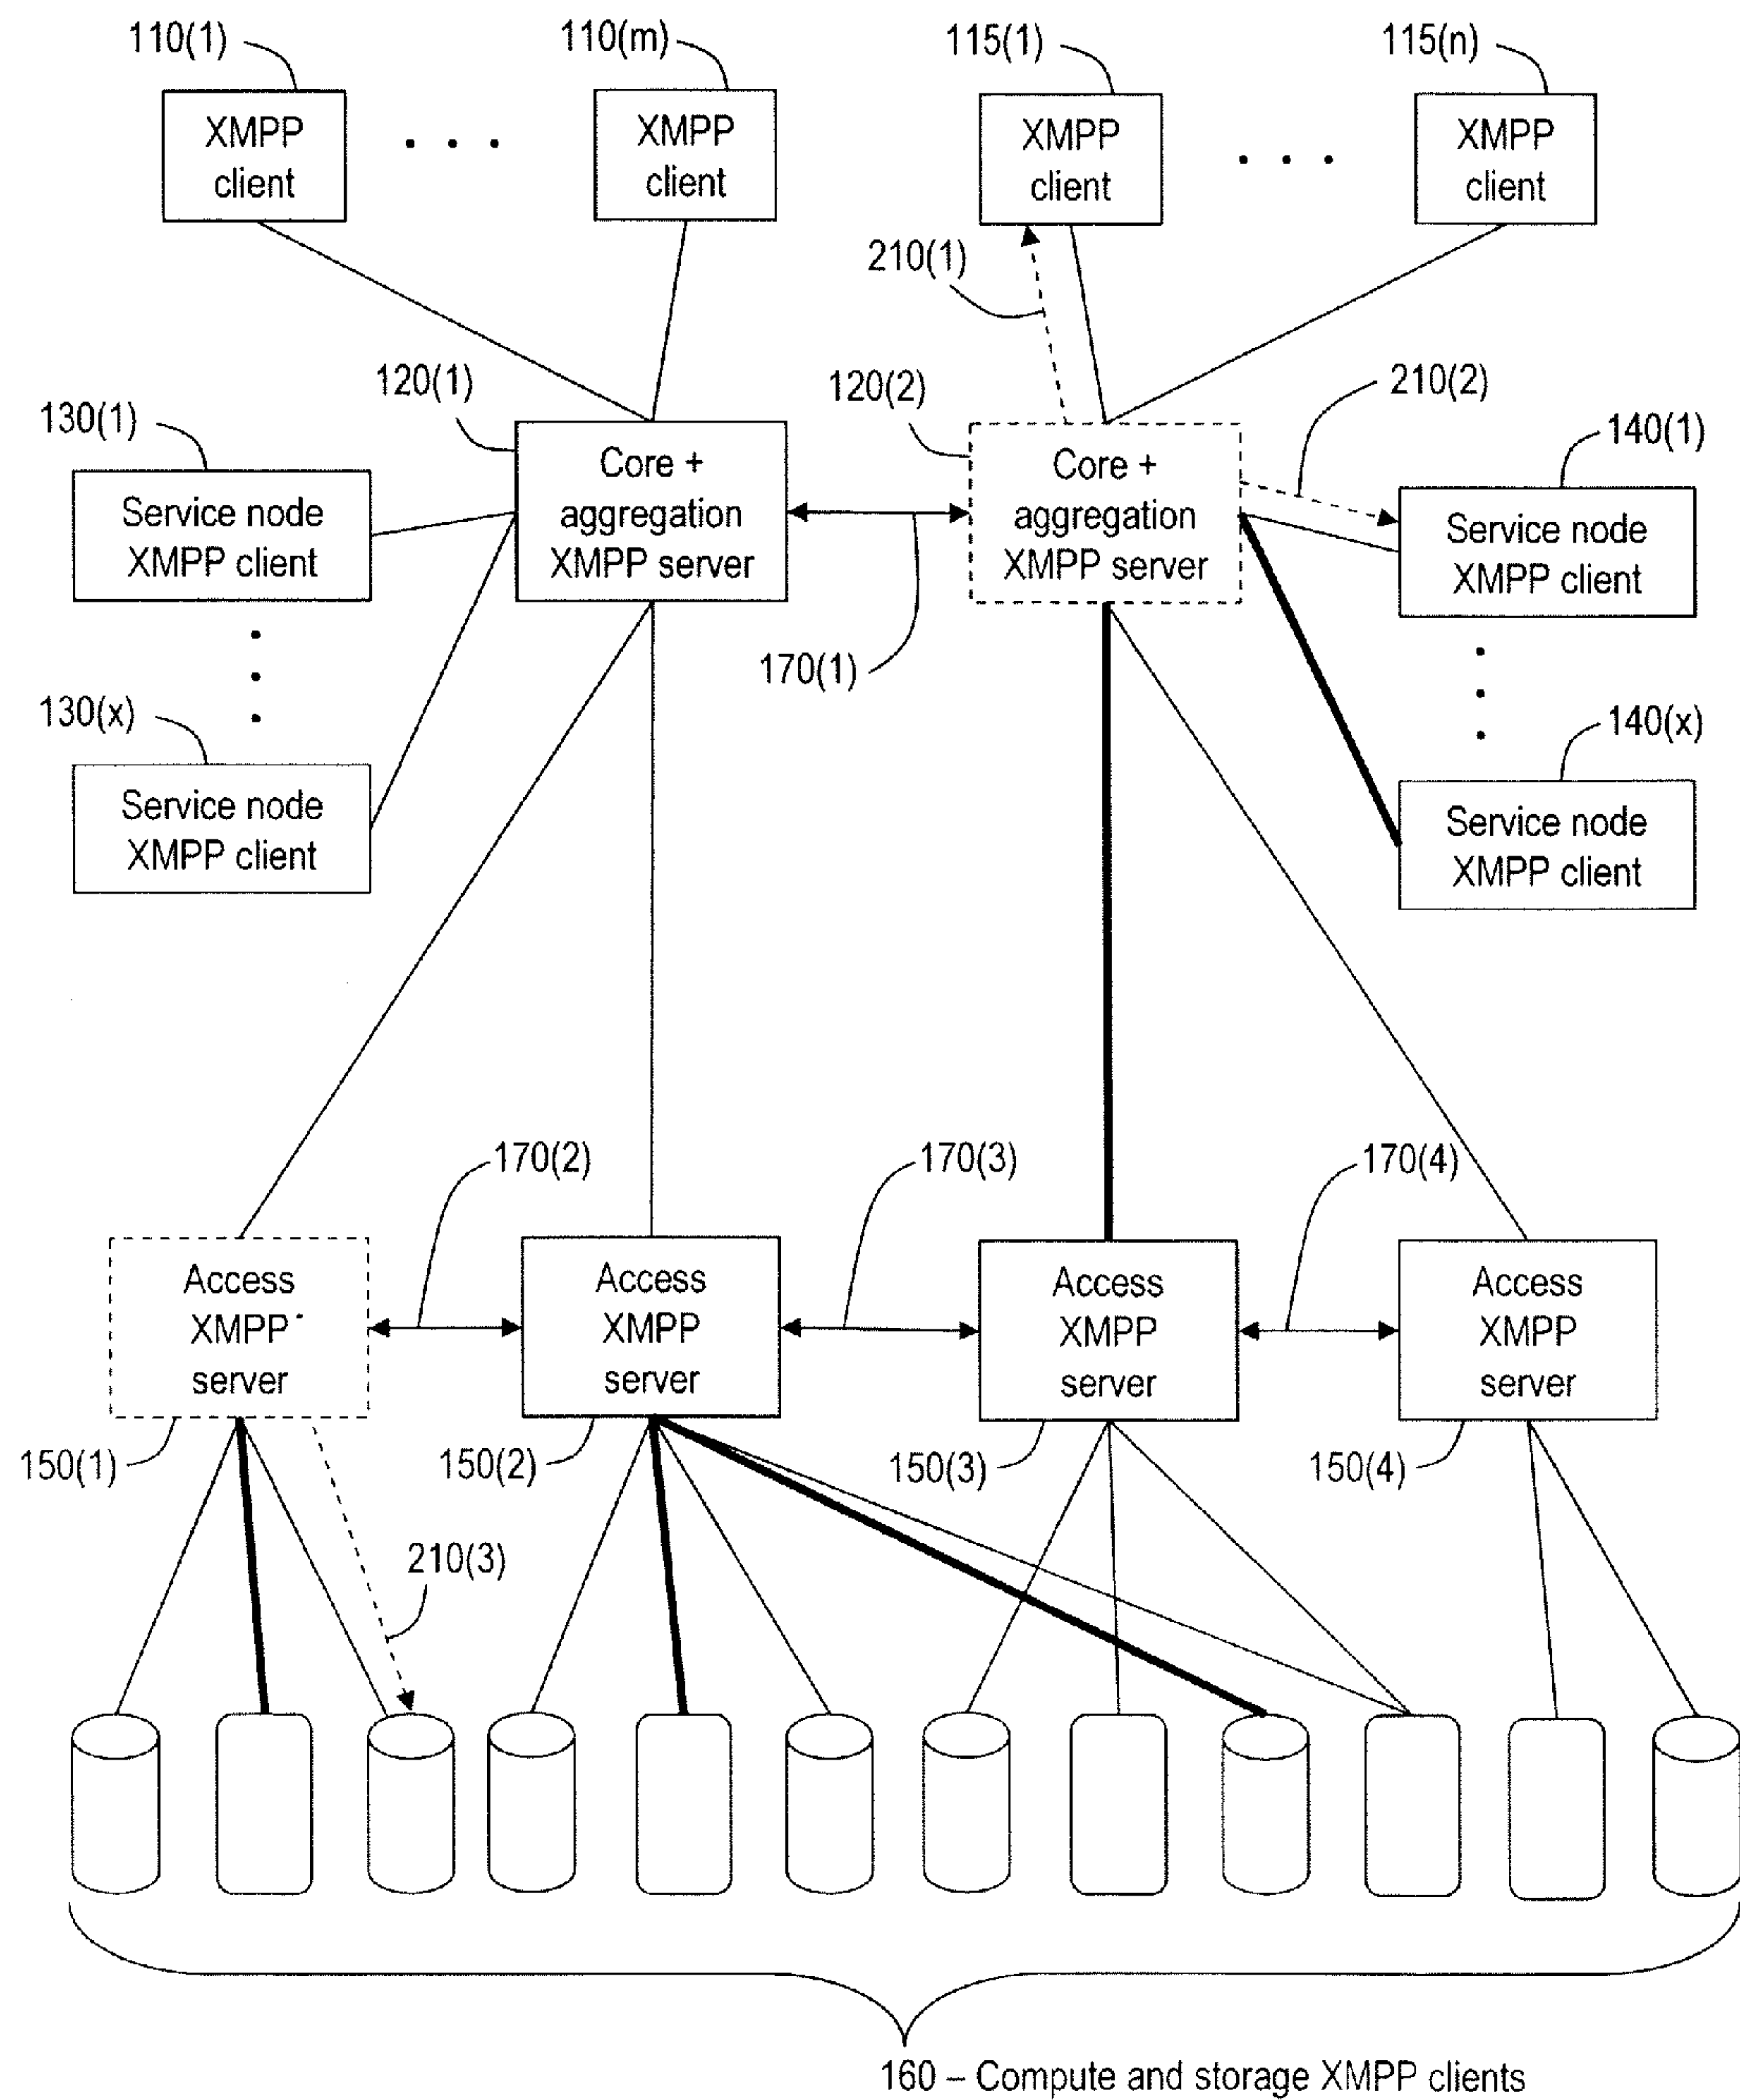 110(1)
110(m)
115(1)
115(n)
XMPP
client
XMPP
client
XMPP
client
XMPP
client
210(1)
120(1)
120(2)
210(2)
130(1)
140(1)
Service node
XMPP client
Core +
aggregation
XMPP server
Core +
aggregation
XMPP server
Service node
XMPP client
170(1)
130(x)
140(x)
Service node
XMPP client
Service node
XMPP client
170(2)
170(3)
170(4)
Access
XMPP
server
Access
XMPP
server
Access
XMPP
server
Access
XMPP
server
150(1)
150(2)
150(3)
150(4)
210(3)
160 – Compute and storage XMPP clients